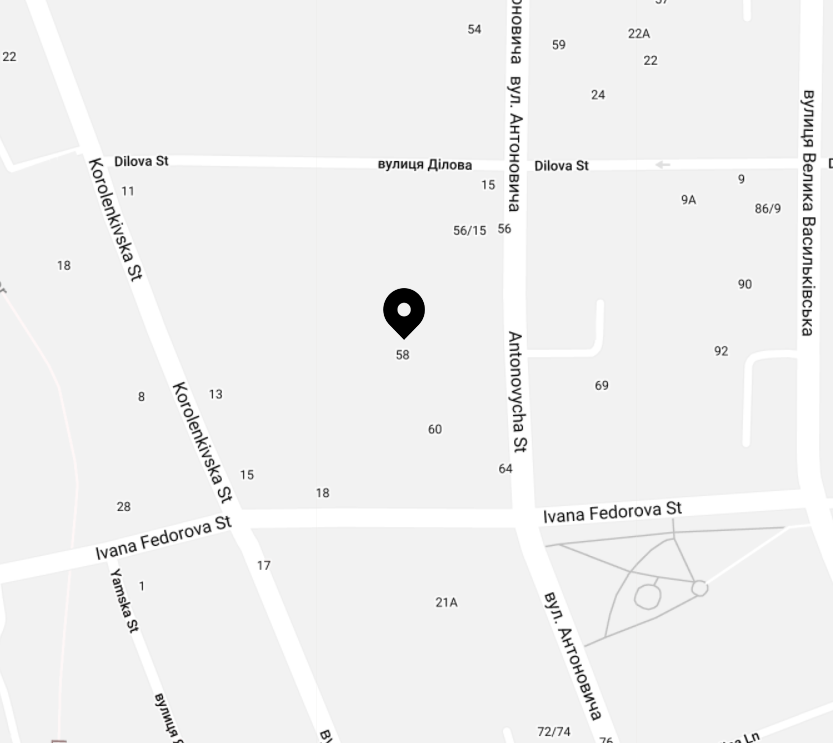 54
59
22A
22
22
24
вул. Антоновича
Dilova St
вулиця Ділова
Dilova St
вулиця Велика Васильківська
15
11
9
9A
86/9
56/15
56
18
Korolenkivska St
90
58
92
Antonovycha St
69
8
13
Korolenkivska St
60
64
15
18
28
Ivana Fedorova St
Ivana Fedorova St
17
1
Yamska St
21A
вул. Антоновича
72/74